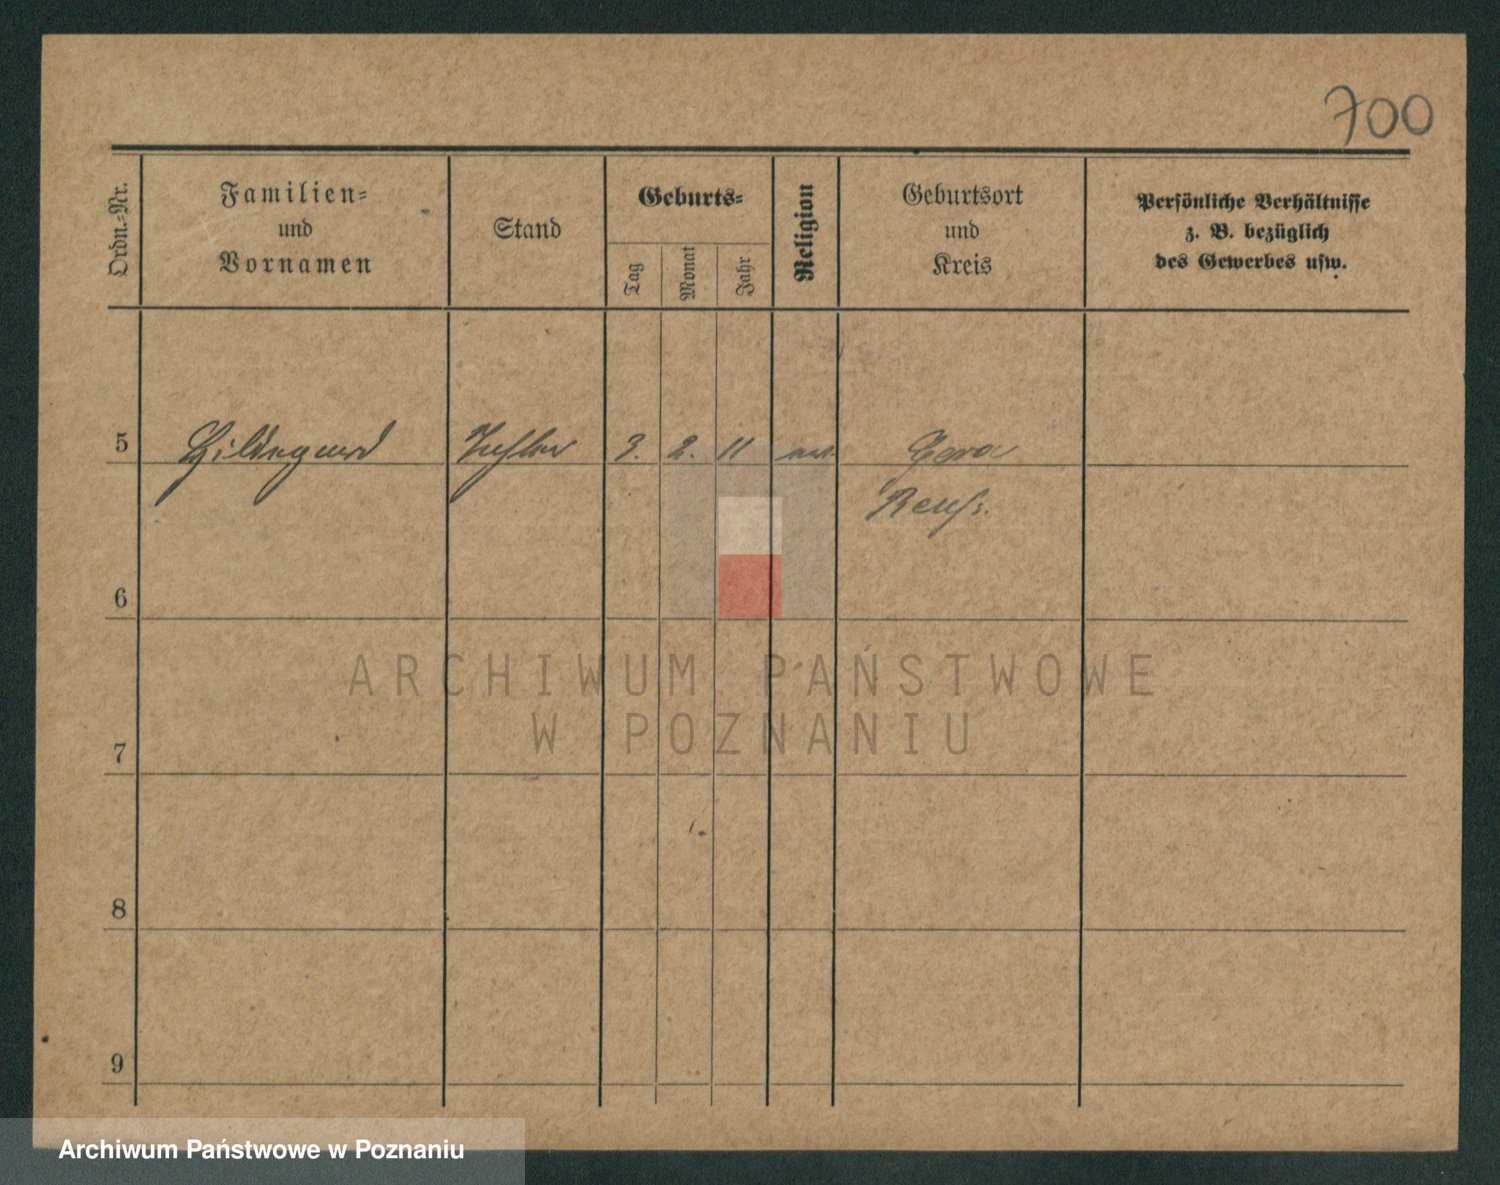 700
Ordn.-Nr.
Familien-
und
Vornamen
Stand
Geburts-
Tag
Monat
Jahr
Religion
Geburtsort
und
Kreis
Persönliche Verhältnisse
z. B. bezüglich
des Gewerbes usw.
5 Hildegard Tochter 3. 2. 11 Gera
Reuß.
6
ARCHIWUM PAŃSTWOWE
W POZNANIU
7
8
9
Archiwum Państwowe w Poznaniu